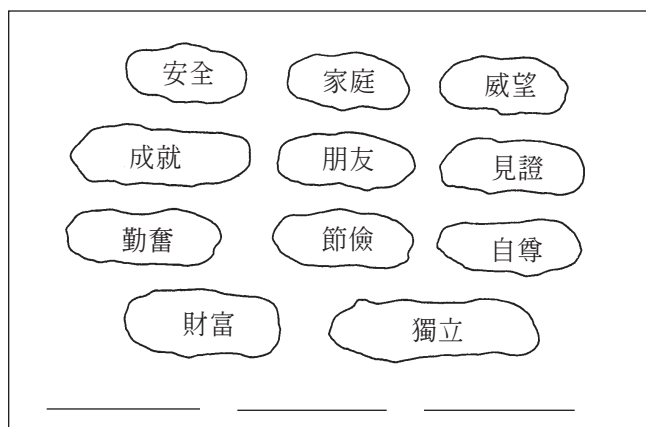 安全 家庭 威望
成就 朋友 見證
勤奮 節儉 自尊
財富 獨立